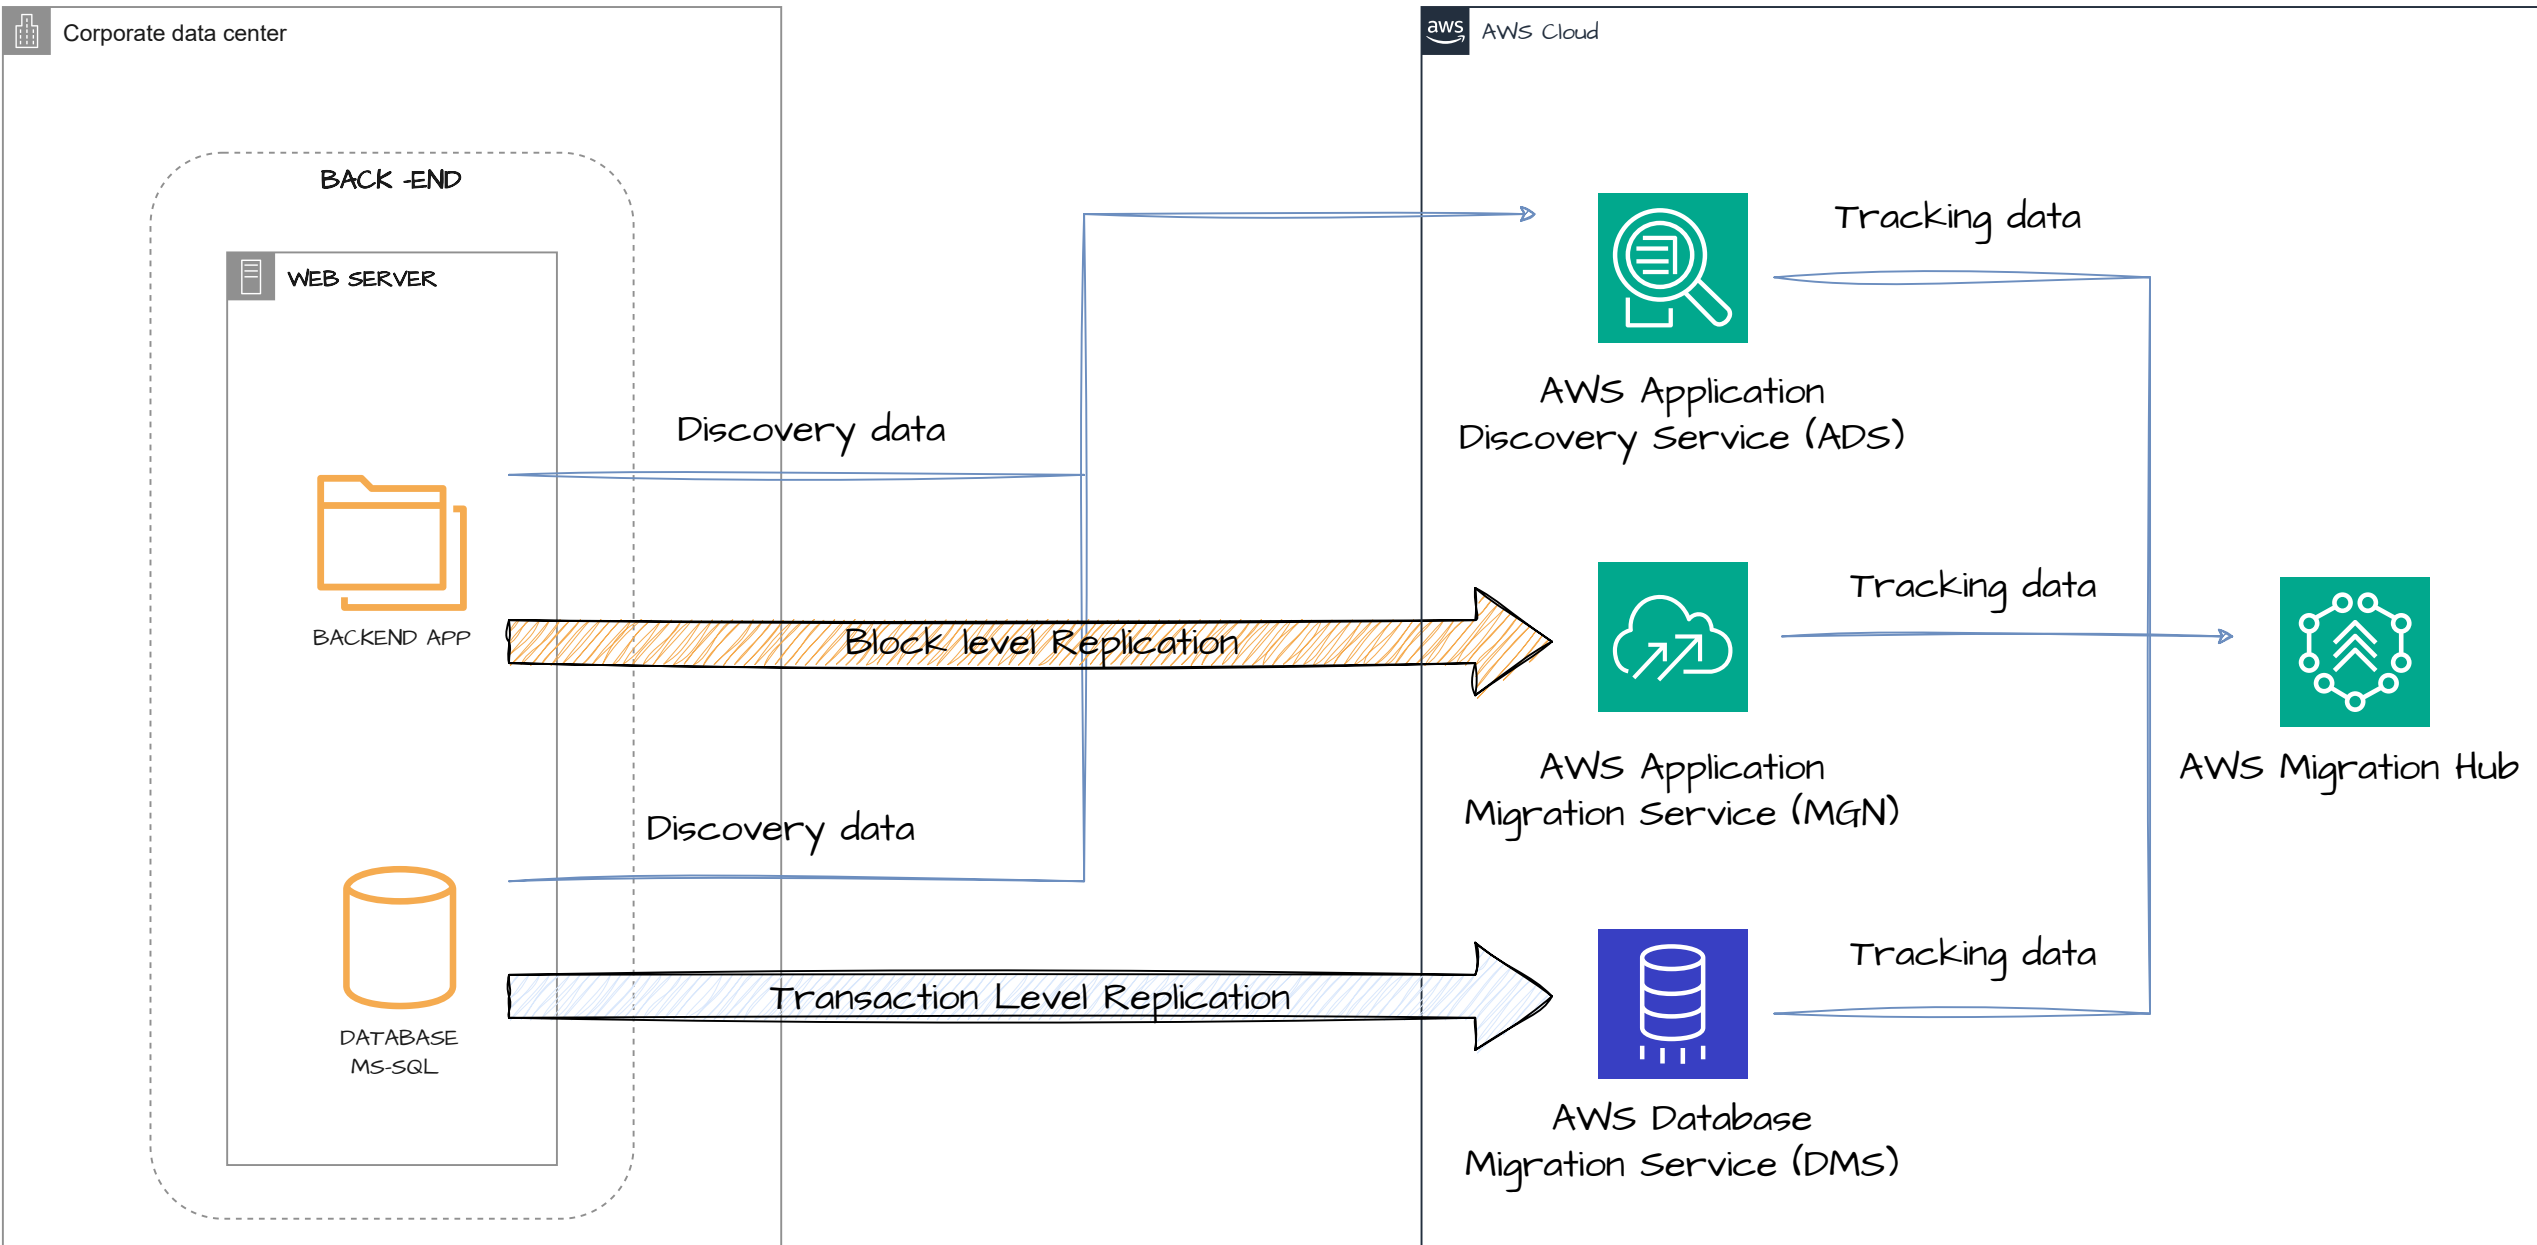 Corporate data center
aws
AWS Cloud
BACK -END
WEB SERVER
Tracking data
AWS Application
Discovery Service (ADS)
Discovery data
BACKEND APP
Block level Replication
Tracking data
AWS Application
Migration Service (MGN)
AWS Migration Hub
Discovery data
Transaction Level Replication
Tracking data
DATABASE
MS-SQL
AWS Database
Migration Service (DMS)